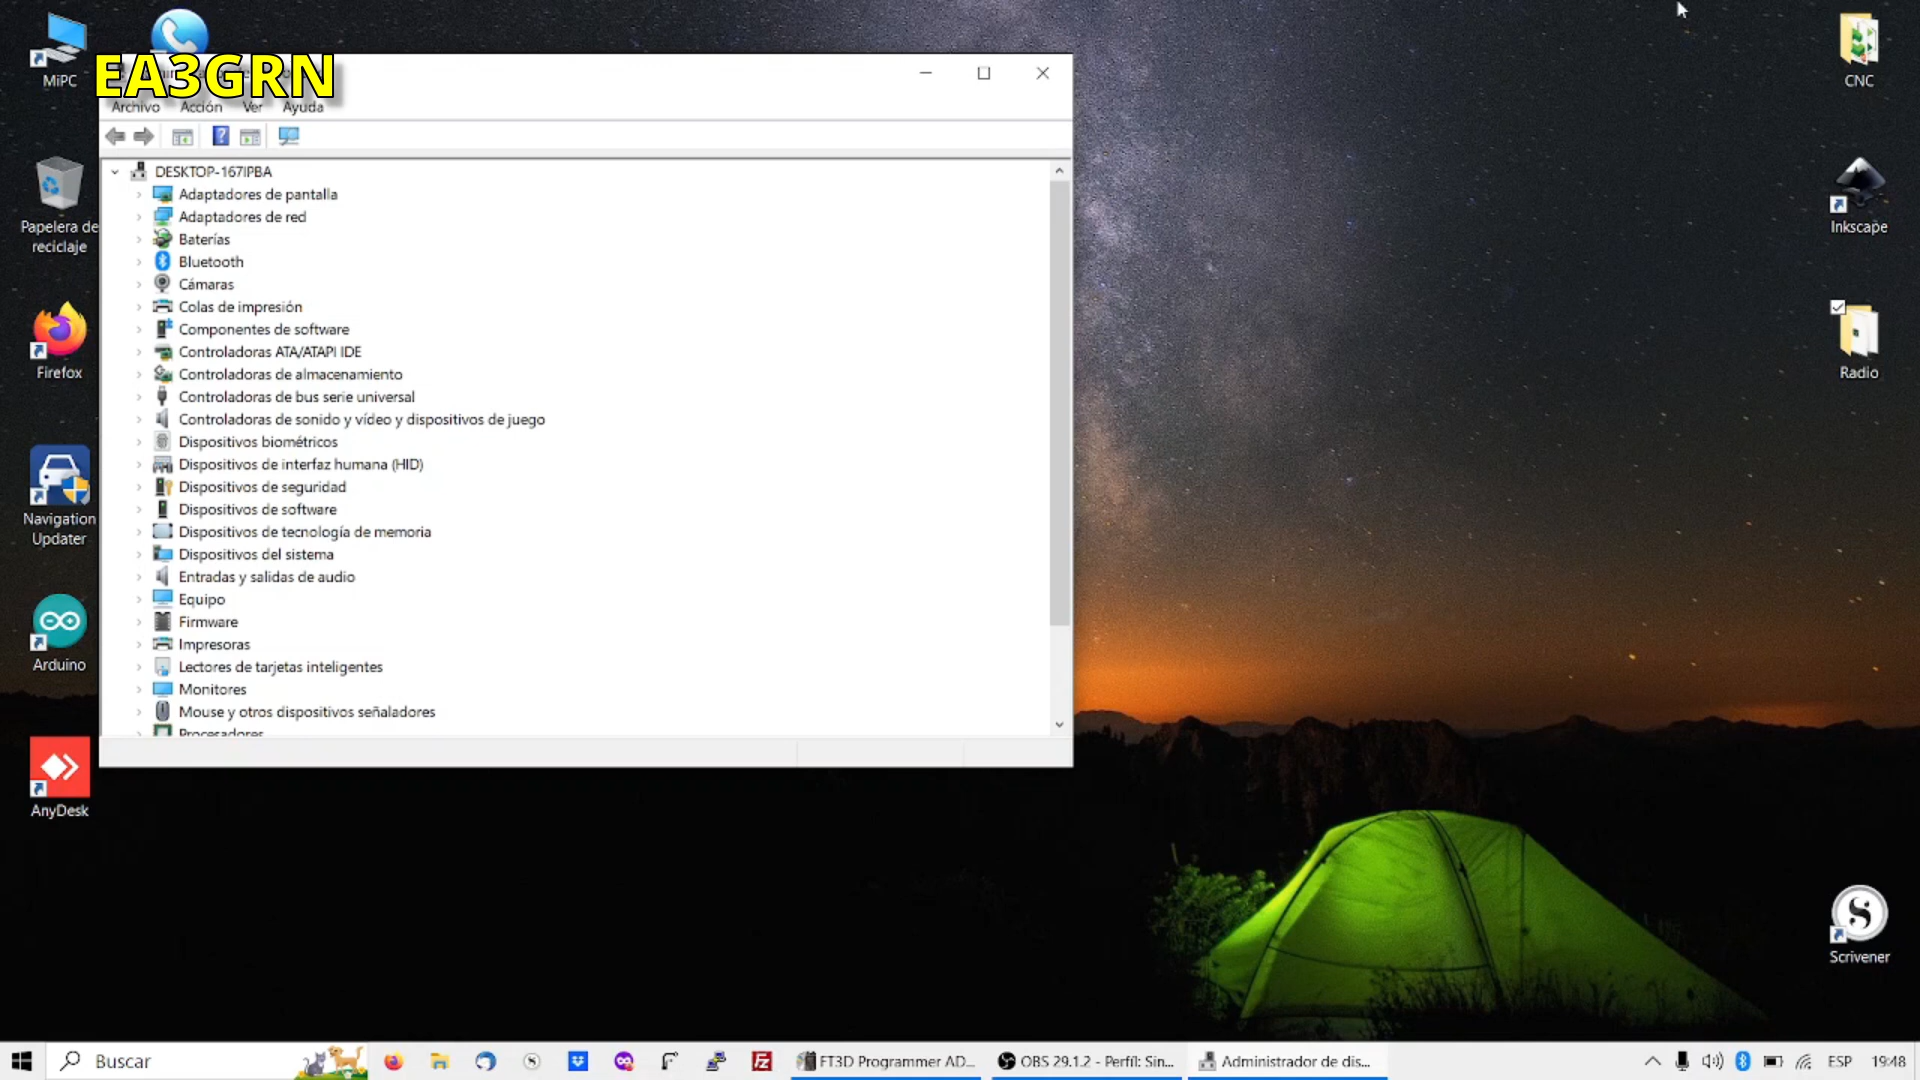 EA3GRN
Archivo Acción Ver Ayuda
DESKTOP-167IPBA
Adaptadores de pantalla
Adaptadores de red
Baterías
Bluetooth
Cámaras
Colas de impresión
Componentes de software
Controladoras ATA/ATAPI IDE
Controladoras de almacenamiento
Controladoras de bus serie universal
Controladoras de sonido y vídeo y dispositivos de juego
Dispositivos biométricos
Dispositivos de interfaz humana (HID)
Dispositivos de seguridad
Dispositivos de software
Dispositivos de tecnología de memoria
Dispositivos del sistema
Entradas y salidas de audio
Equipo
Firmware
Impresoras
Lectores de tarjetas inteligentes
Monitores
Mouse y otros dispositivos señaladores
Procesadores
MiPC
Papelera de
reciclaje
Firefox
Navigation
Updater
Arduino
AnyDesk
CNC
Inkscape
Radio
Scrivener
Buscar
FT3D Programmer AD...
OBS 29.1.2 - Perfil: Sin...
Administrador de dis...
ESP
19:48